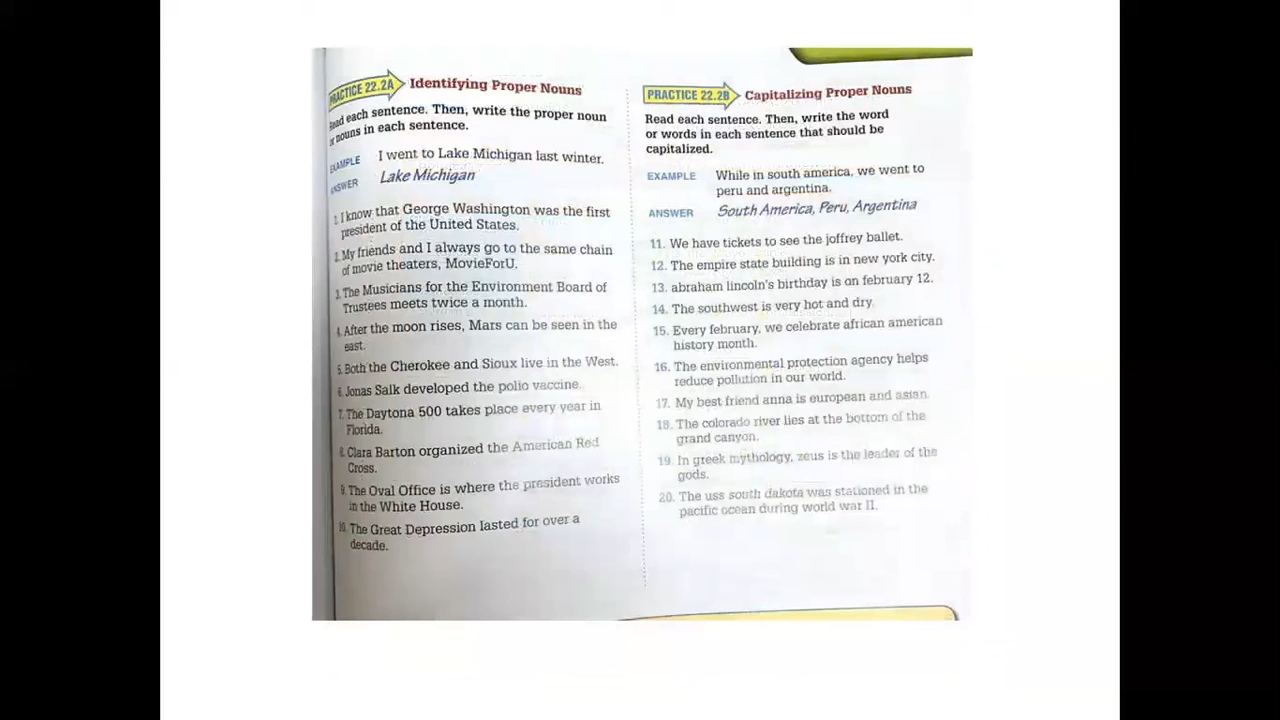 PRACTICE 22.2A Identifying Proper Nouns
Read each sentence. Then, write the proper noun
or nouns in each sentence.
EXAMPLE I went to Lake Michigan last winter.
ANSWER Lake Michigan
1. I know that George Washington was the first
president of the United States.
2. My friends and I always go to the same chain
of movie theaters, MovieForU.
3. The Musicians for the Environment Board of
Trustees meets twice a month.
4. After the moon rises, Mars can be seen in the
east.
5. Both the Cherokee and Sioux live in the West.
6. Jonas Salk developed the polio vaccine.
7. The Daytona 500 takes place every year in
Florida.
8. Clara Barton organized the American Red
Cross.
9. The Oval Office is where the president works
in the White House.
10. The Great Depression lasted for over a
decade.
PRACTICE 22.2B Capitalizing Proper Nouns
Read each sentence. Then, write the word
or words in each sentence that should be
capitalized.
EXAMPLE While in south america, we went to
peru and argentina.
ANSWER South America, Peru, Argentina
11. We have tickets to see the joffrey ballet.
12. The empire state building is in new york city.
13. abraham lincoln's birthday is on february 12.
14. The southwest is very hot and dry.
15. Every february, we celebrate african american
history month.
16. The environmental protection agency helps
reduce pollution in our world.
17. My best friend anna is european and asian.
18. The colorado river lies at the bottom of the
grand canyon.
19. In greek mythology, zeus is the leader of the
gods.
20. The uss south dakota was stationed in the
pacific ocean during world war II.